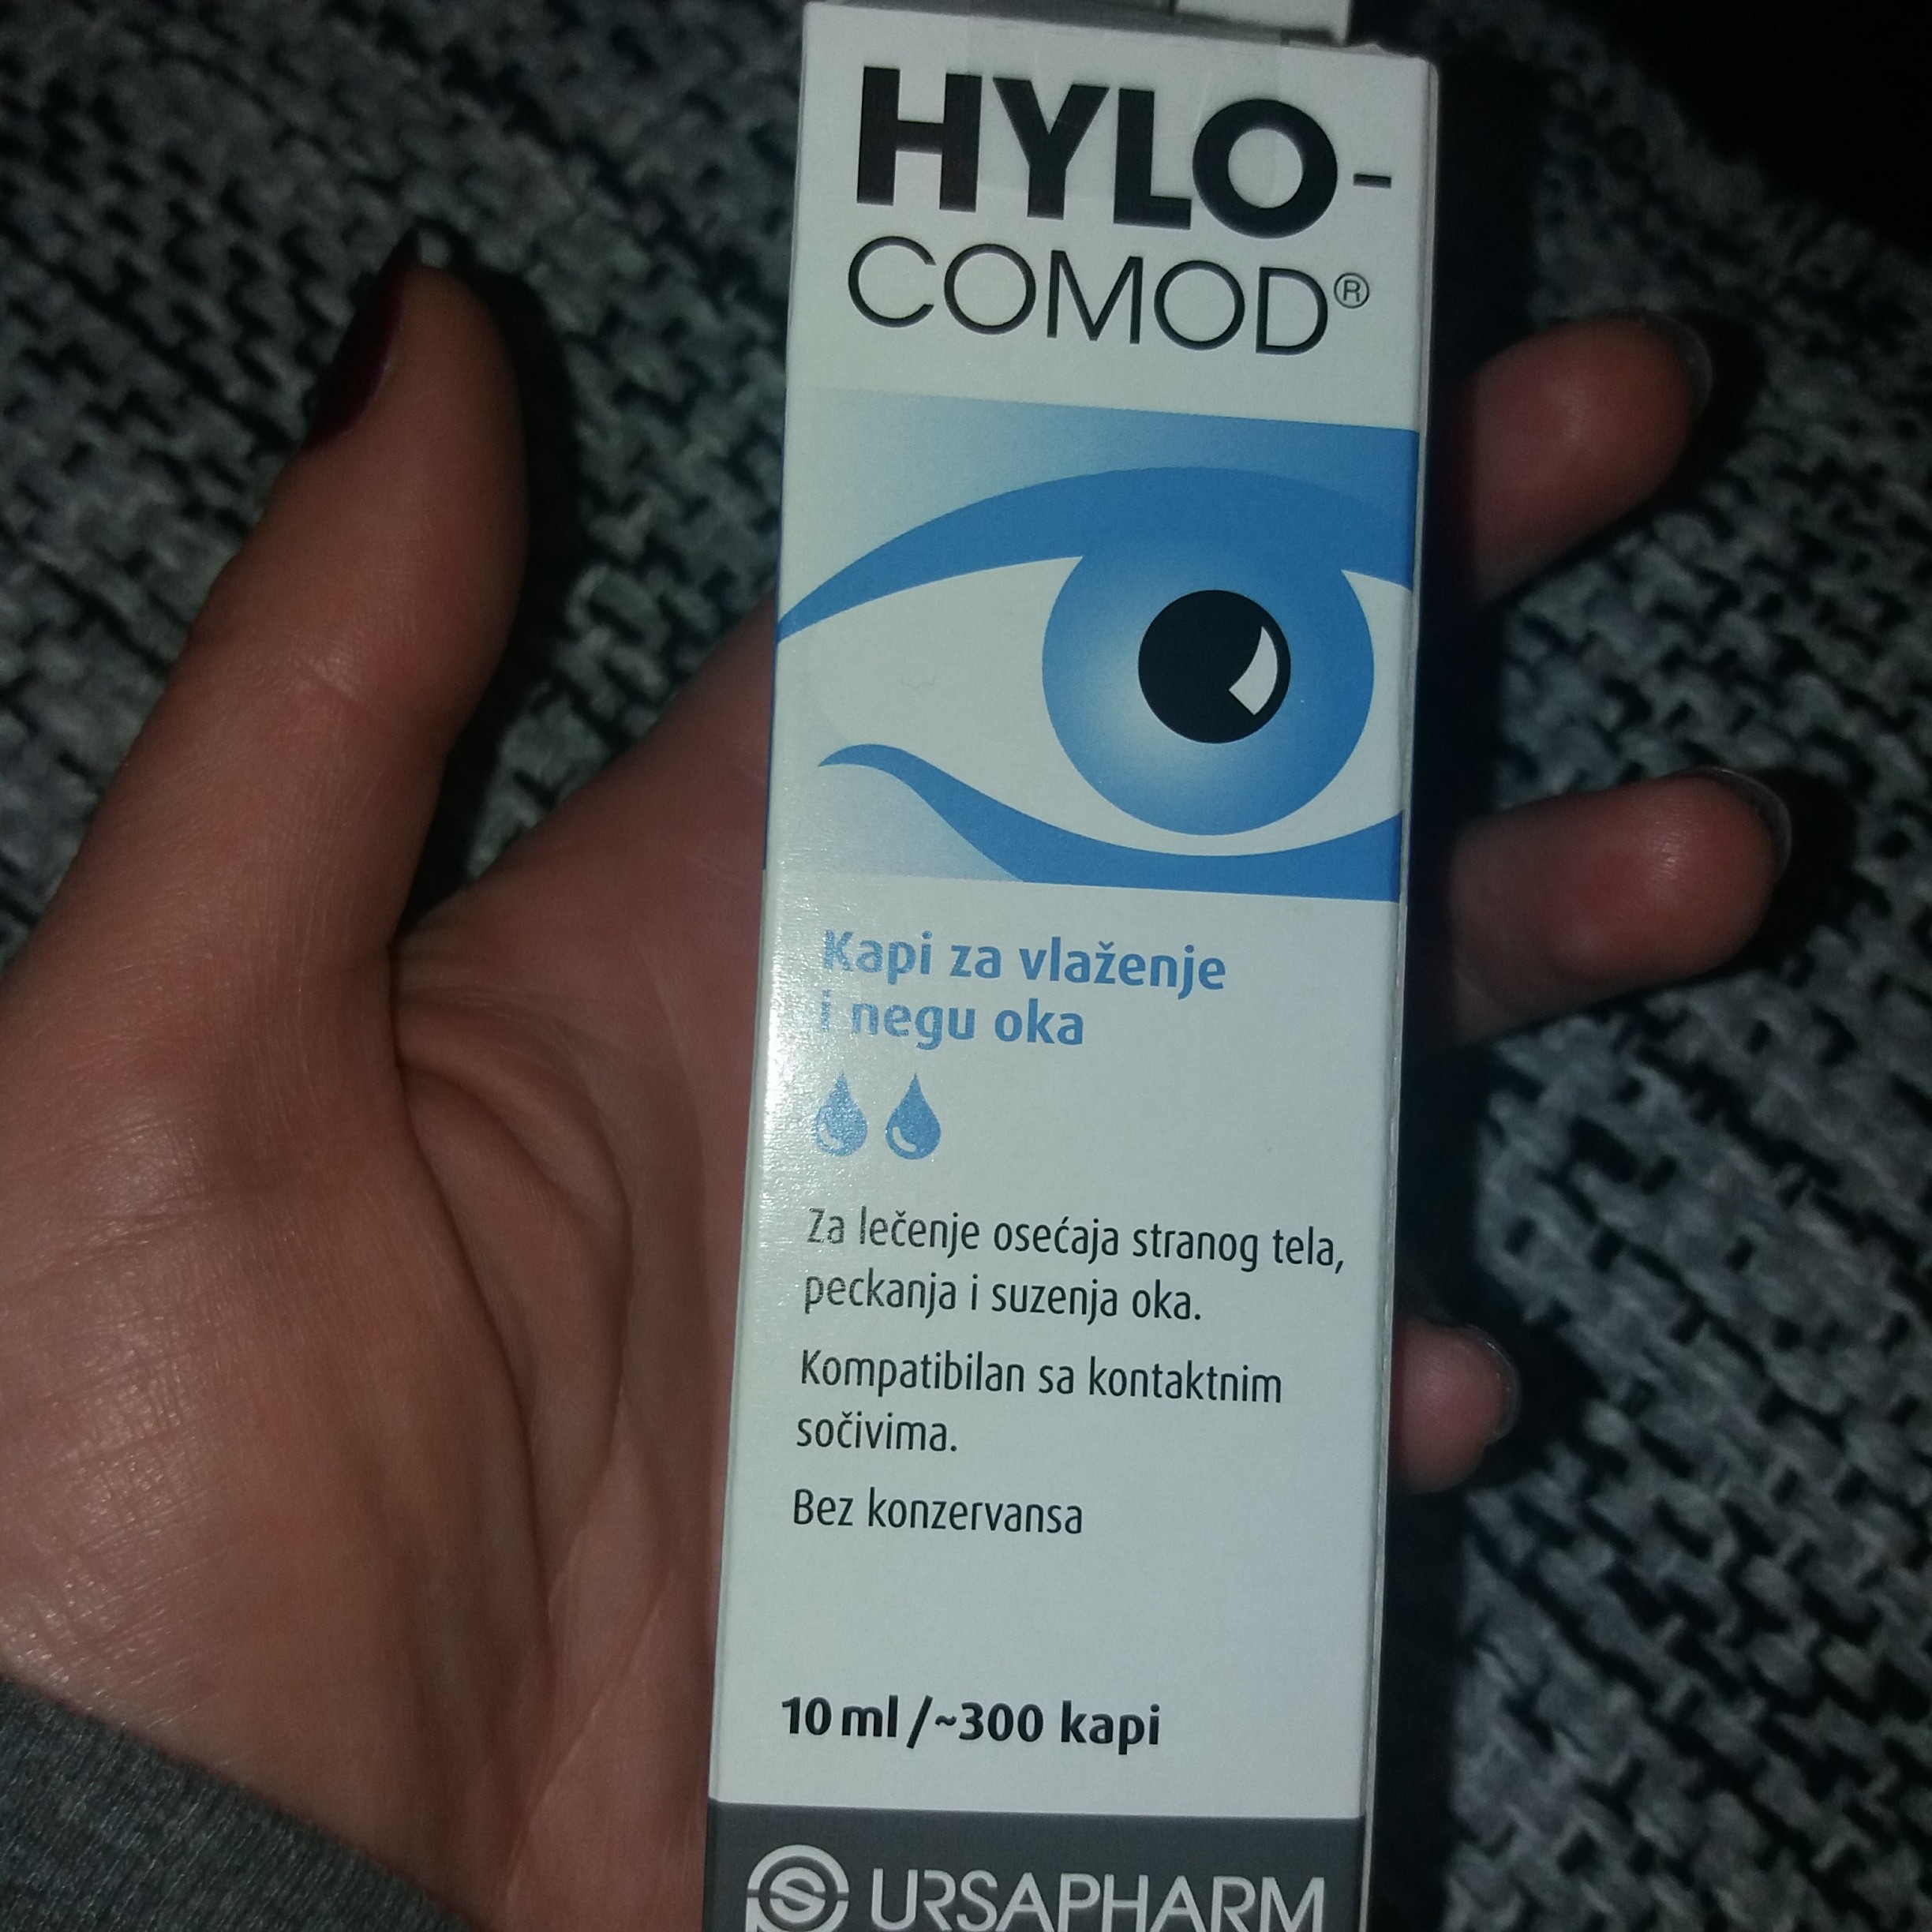 HYLO-
COMOD®
Kapi za vlaženje
i negu oka
Za lečenje osećaja stranog tela,
peckanja i suzenja oka.
Kompatibilan sa kontaktnim
sočivima.
Bez konzervansa
10 ml/~300 kapi
URSAPHARM